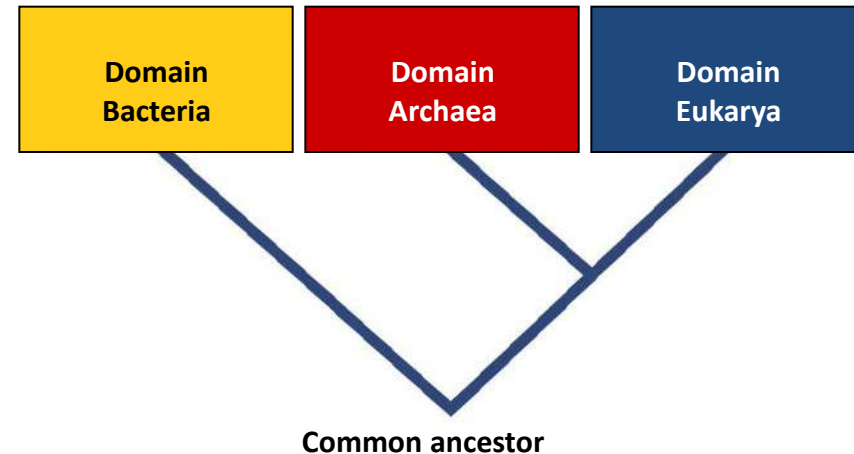 Domain
Bacteria
Domain
Archaea
Domain
Eukarya
Common ancestor